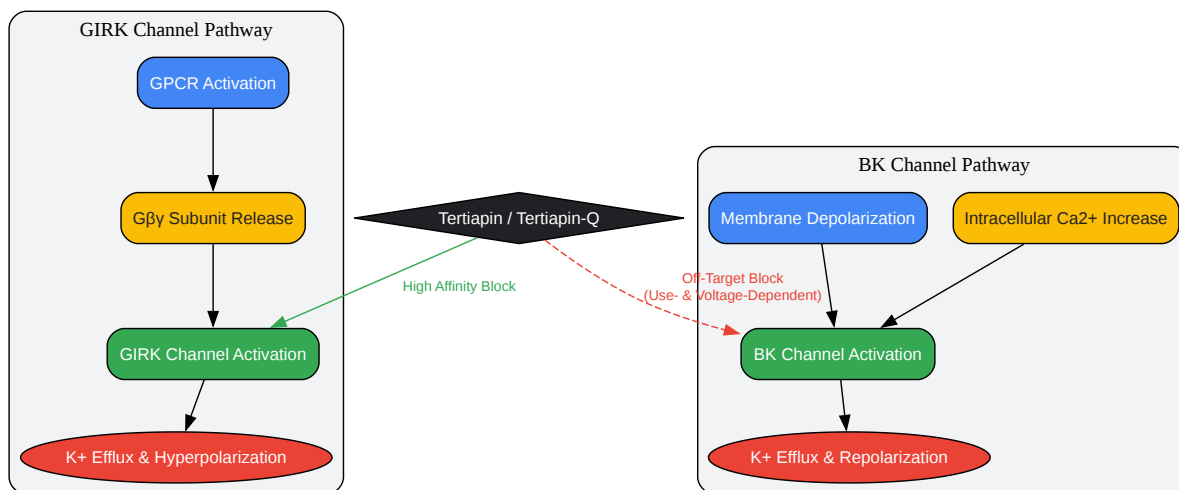 GIRK Channel Pathway
GPCR Activation
Gβγ Subunit Release
GIRK Channel Activation
K+ Efflux & Hyperpolarization
Tertiapin / Tertiapin-Q
High Affinity Block
Off-Target Block
(Use- & Voltage-Dependent)
BK Channel Pathway
Membrane Depolarization
Intracellular Ca2+ Increase
BK Channel Activation
K+ Efflux & Repolarization